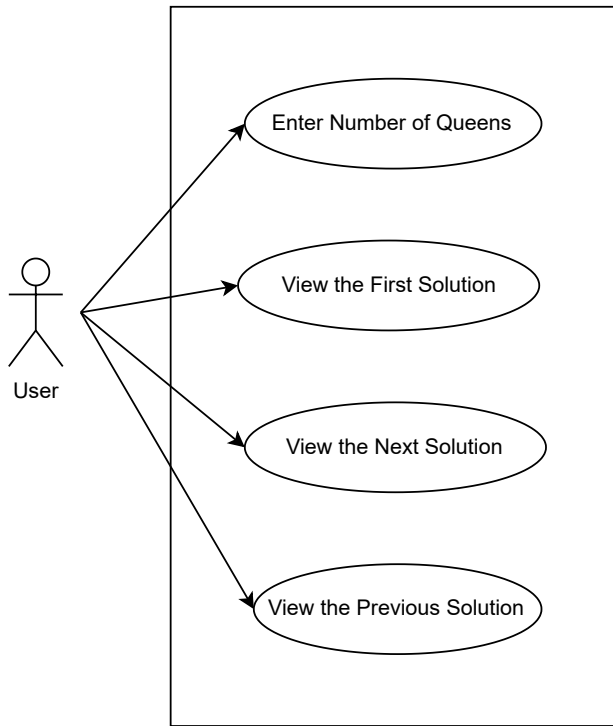 Enter Number of Queens
View the First Solution
User
View the Next Solution
View the Previous Solution